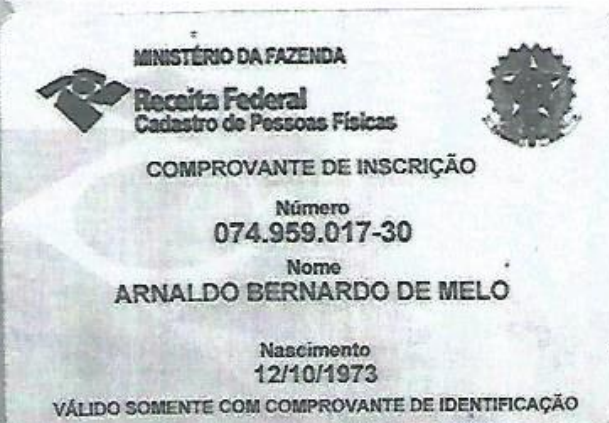 MINISTÉRIO DA FAZENDA
Receita Federal
Cadastro de Pessoas Físicas
COMPROVANTE DE INSCRIÇÃO
Número
074.959.017-30
Nome
ARNALDO BERNARDO DE MELO
Nascimento
12/10/1973
VÁLIDO SOMENTE COM COMPROVANTE DE IDENTIFICAÇÃO